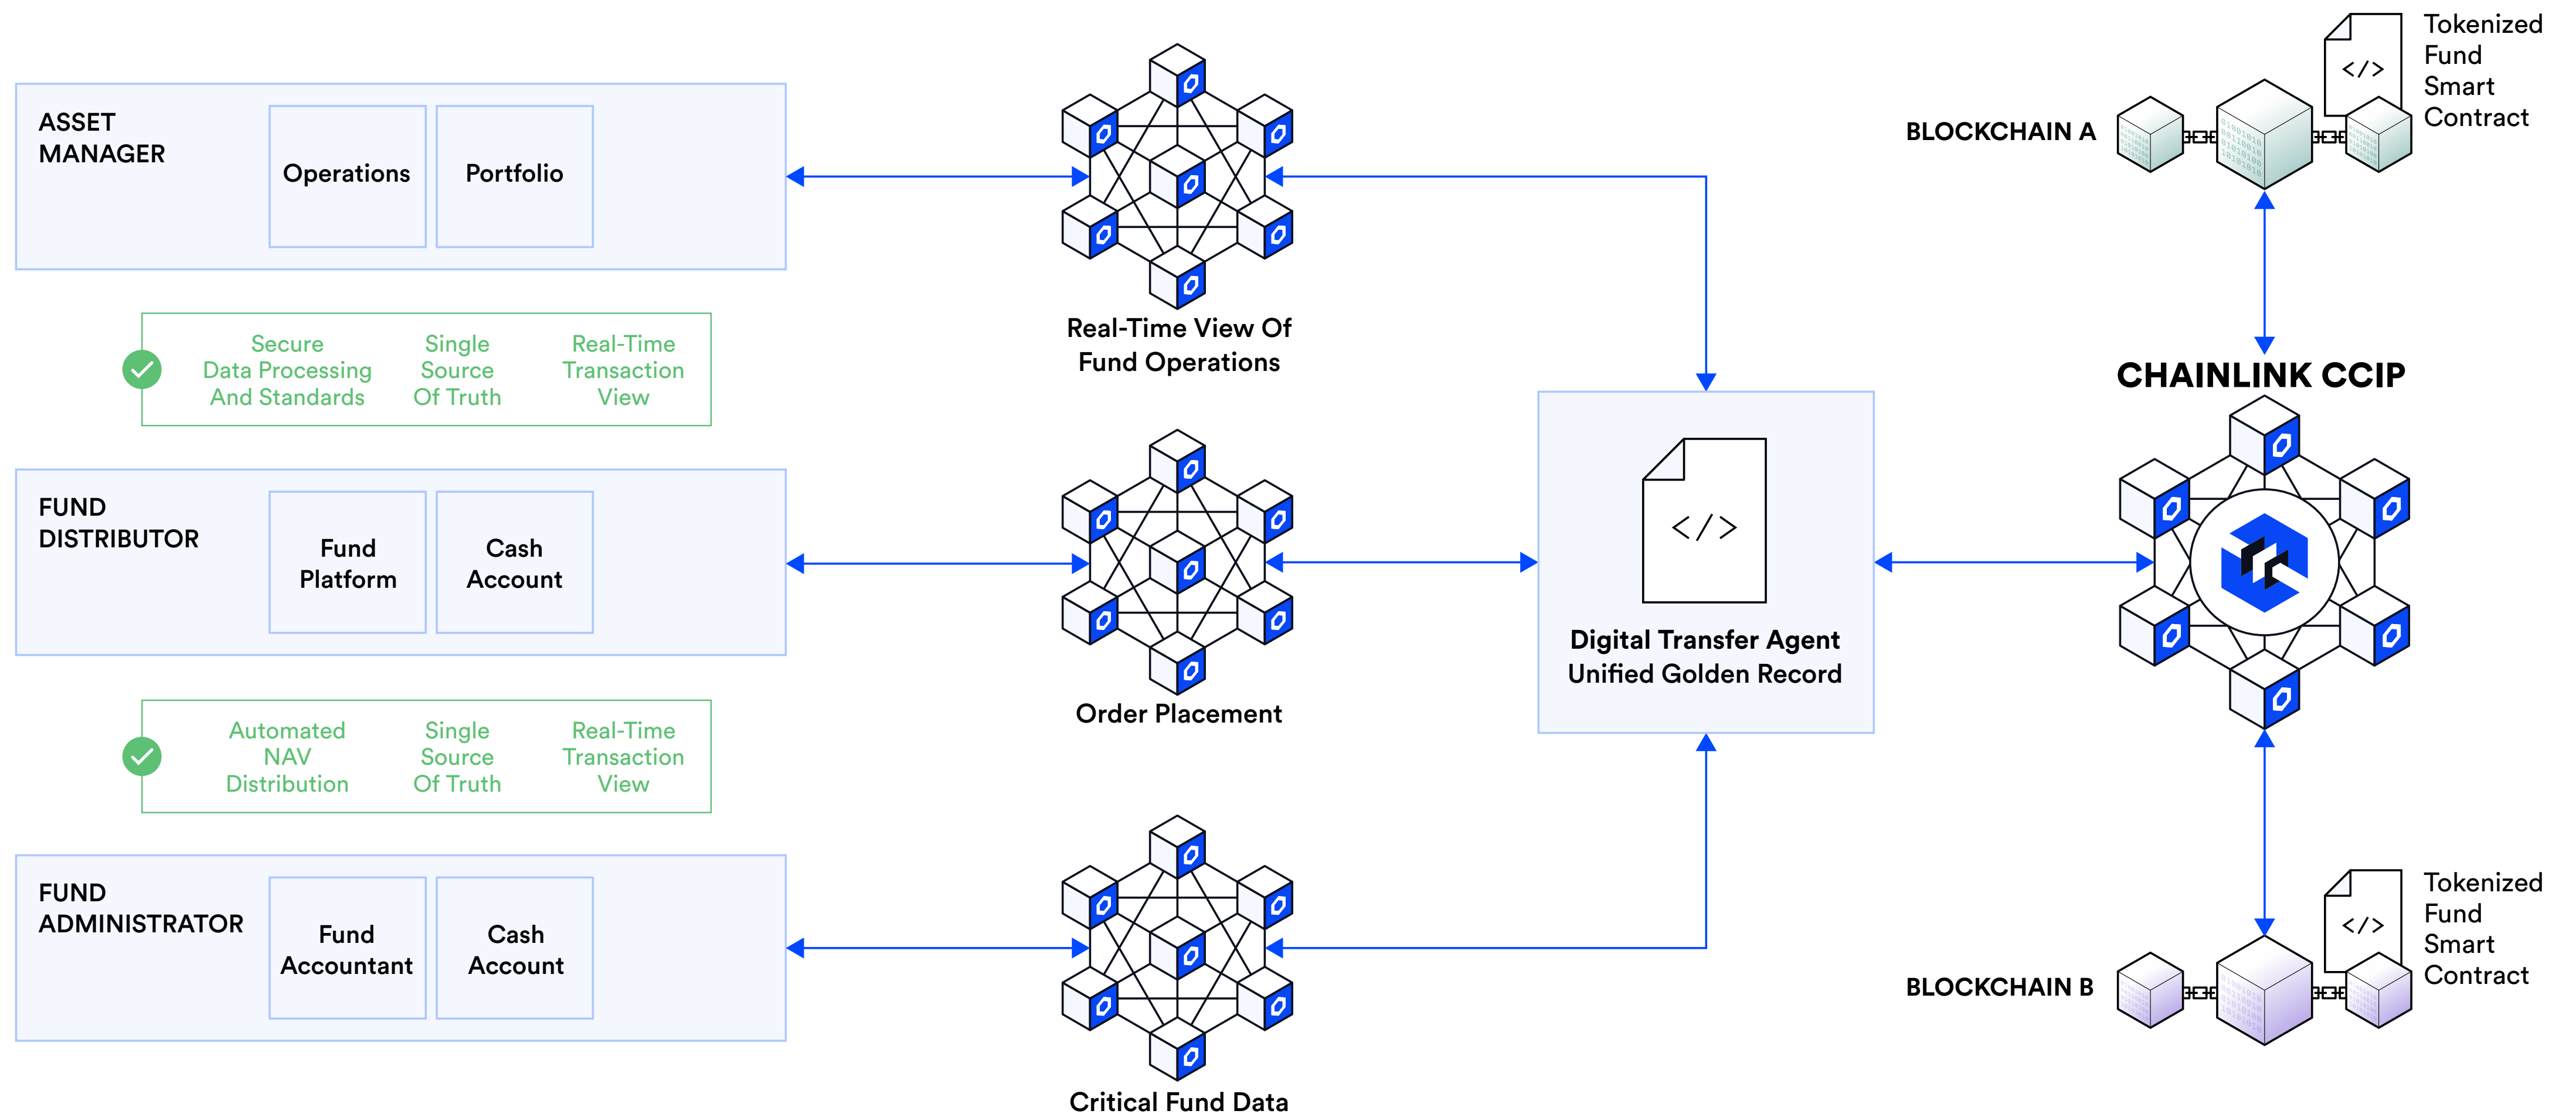 ASSET
MANAGER
Operations
Portfolio
Secure
Data Processing
And Standards
Single
Source
Of Truth
Real-Time
Transaction
View
FUND
DISTRIBUTOR
Fund
Platform
Cash
Account
Automated
NAV
Distribution
Single
Source
Of Truth
Real-Time
Transaction
View
FUND
ADMINISTRATOR
Fund
Accountant
Cash
Account
Real-Time View Of
Fund Operations
Order Placement
Critical Fund Data
</>
Digital Transfer Agent
Unified Golden Record
BLOCKCHAIN A
</>
Tokenized
Fund
Smart
Contract
CHAINLINK CCIP
BLOCKCHAIN B
</>
Tokenized
Fund
Smart
Contract